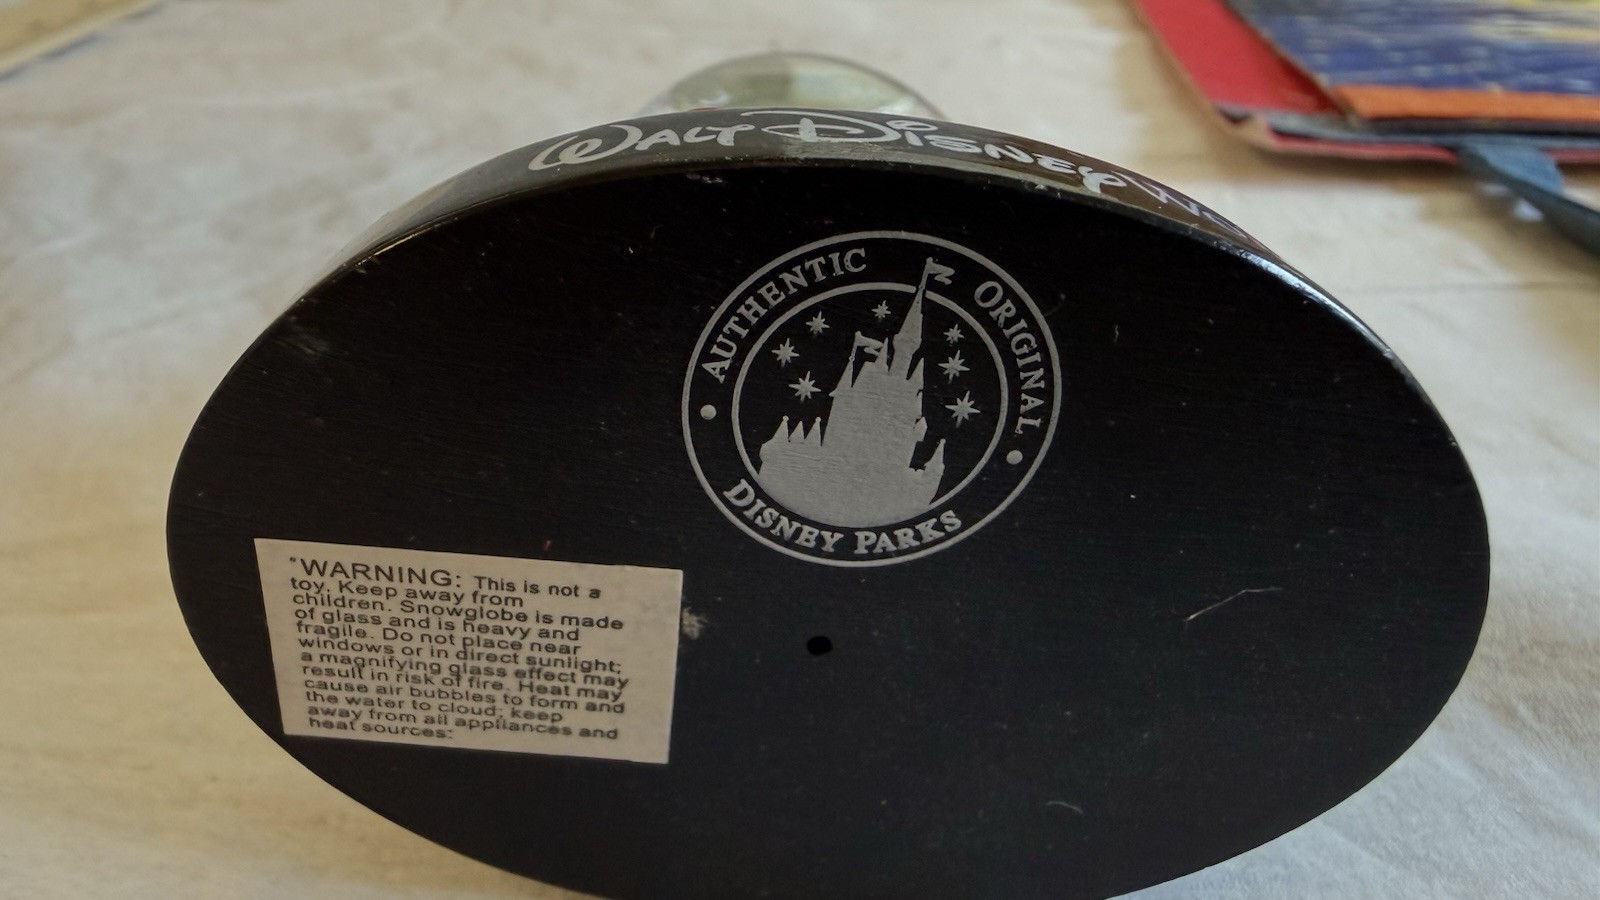 WALT DISNEY
AUTHENTIC ORIGINAL
DISNEY PARKS
"WARNING: This is not a
toy. Keep away from
children. Snowglobe is made
of glass and is heavy and
fragile. Do not place near
windows or in direct sunlight;
a magnifying glass effect may
result in risk of fire. Heat may
cause air bubbles to form and
the water to cloud; keep
away from all appliances and
heat sources.